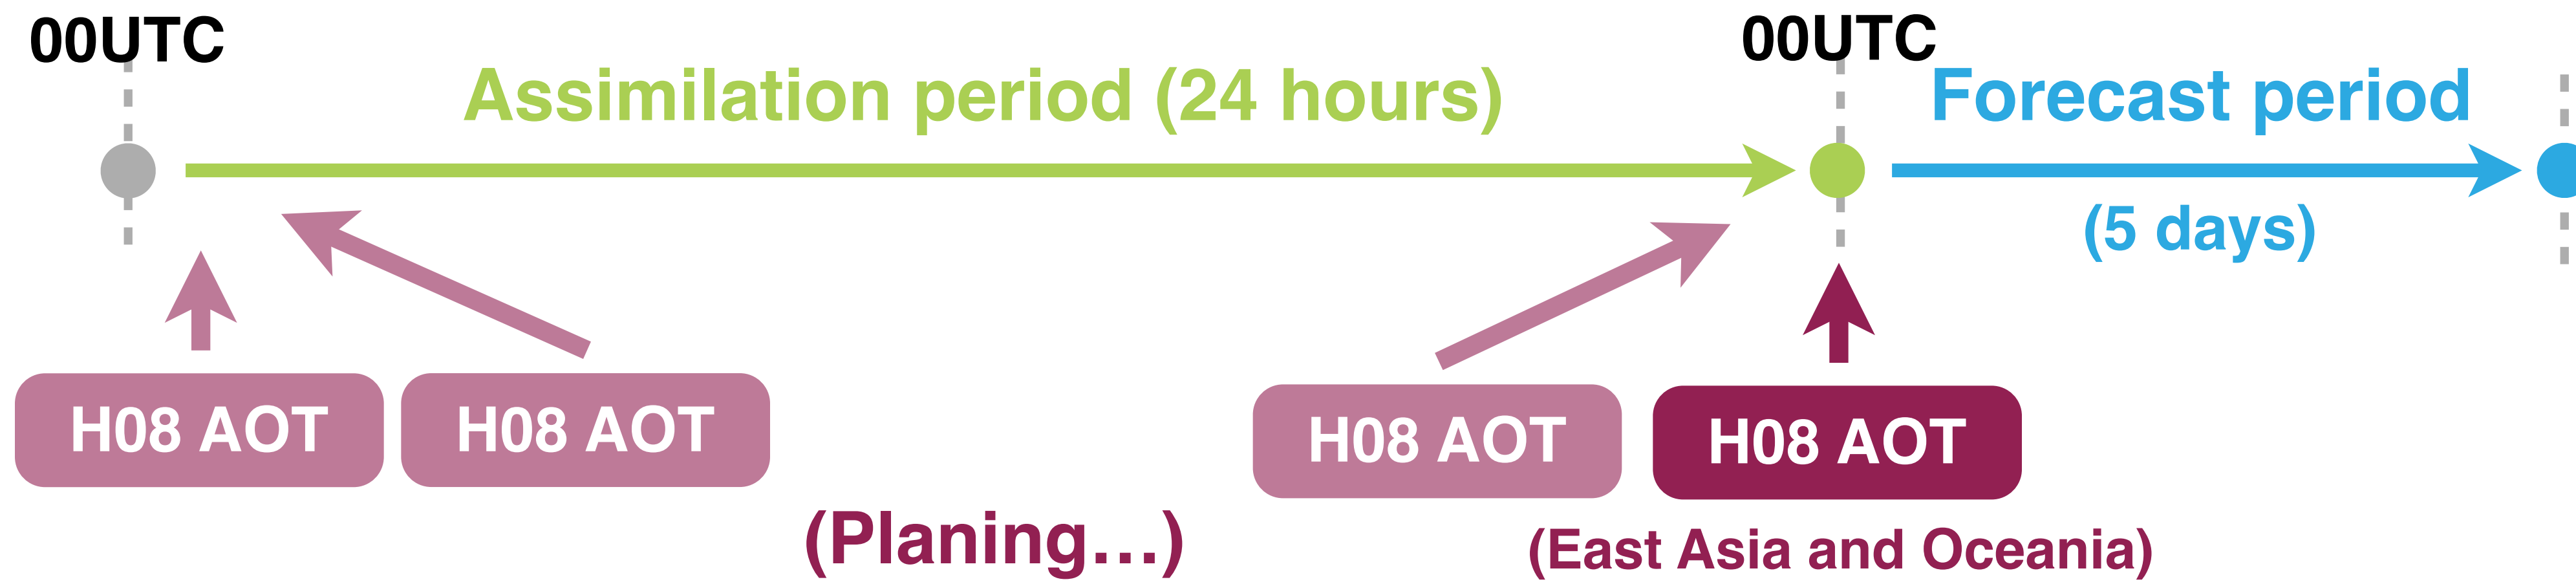 00UTC
00UTC
Assimilation period (24 hours)
Forecast period
(5 days)
H08 AOT
H08 AOT
H08 AOT
H08 AOT
(Planing...)
(East Asia and Oceania)